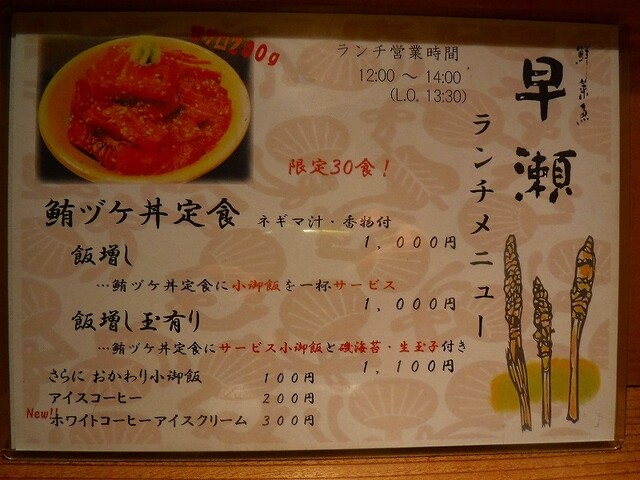 鮮菜魚
早瀬
ランチメニュー
ランチ営業時間
12:00 ～ 14:00
(L.O. 13:30)
マグロ
90g
限定30食！
鮪ヅケ丼定食 ネギマ汁・香物付
1,000円
飯増し
…鮪ヅケ丼定食に小御飯を一杯サービス
1,000円
飯増し玉有り
…鮪ヅケ丼定食にサービス小御飯と磯海苔・生玉子付き
1,100円
さらに おかわり小御飯 100円
アイスコーヒー 200円
New!! ホワイトコーヒーアイスクリーム 300円